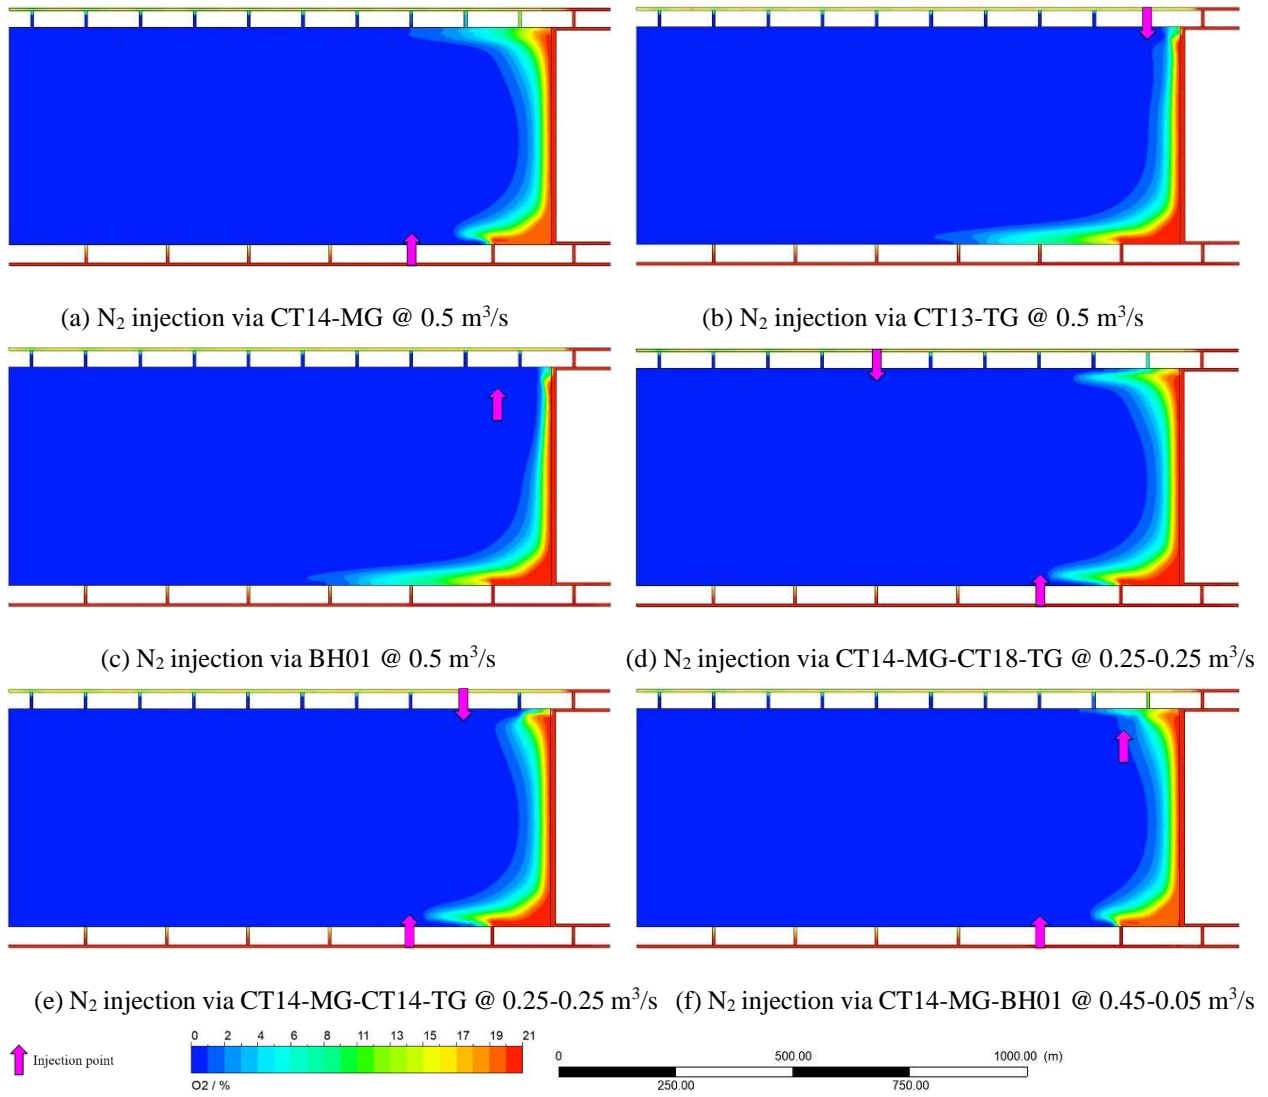 (a) N₂ injection via CT14-MG @ 0.5 m³/s
(b) N₂ injection via CT13-TG @ 0.5 m³/s
(c) N₂ injection via BH01 @ 0.5 m³/s
(d) N₂ injection via CT14-MG-CT18-TG @ 0.25-0.25 m³/s
(e) N₂ injection via CT14-MG-CT14-TG @ 0.25-0.25 m³/s
(f) N₂ injection via CT14-MG-BH01 @ 0.45-0.05 m³/s
Injection point
0 2 4 6 8 11 13 15 17 19 21
O2 / %
0 500.00 1000.00 (m)
250.00 750.00